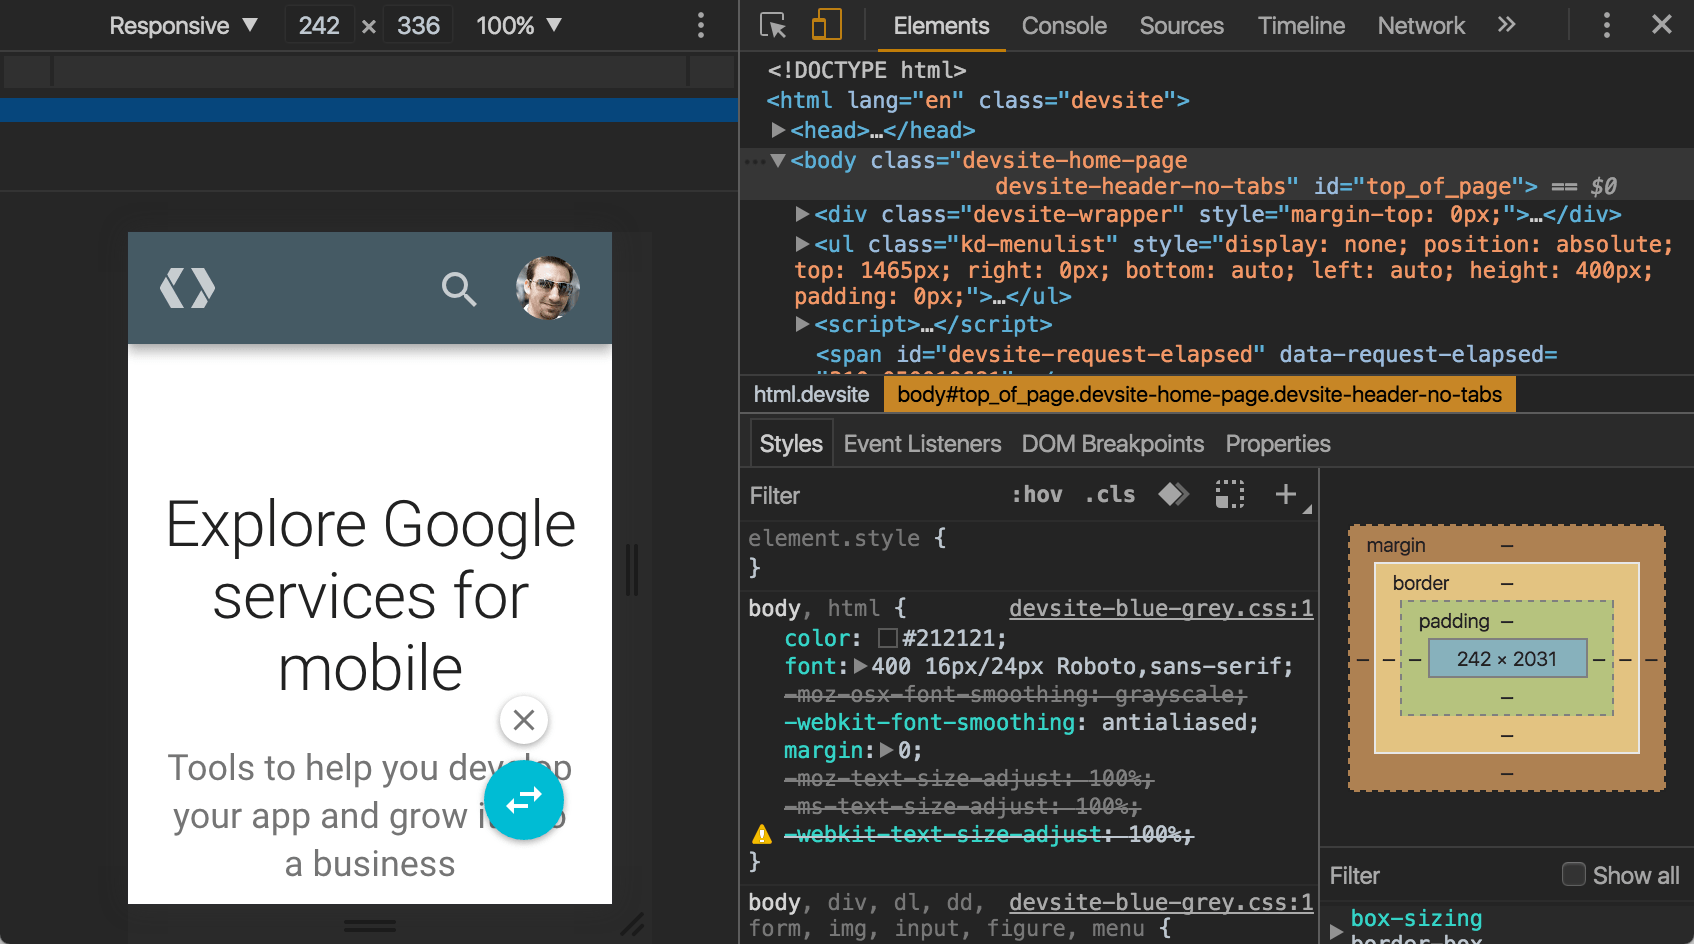 Responsive ▼ 242 × 336 100% ▼
Elements Console Sources Timeline Network »
<!DOCTYPE html>
<html lang="en" class="devsite">
▶<head>…</head>
…▼<body class="devsite-home-page
devsite-header-no-tabs" id="top_of_page"> == $0
▶<div class="devsite-wrapper" style="margin-top: 0px;">…</div>
▶<ul class="kd-menulist" style="display: none; position: absolute;
top: 1465px; right: 0px; bottom: auto; left: auto; height: 400px;
padding: 0px;">…</ul>
▶<script>…</script>
<span id="devsite-request-elapsed" data-request-elapsed=
html.devsite body#top_of_page.devsite-home-page.devsite-header-no-tabs
Styles Event Listeners DOM Breakpoints Properties
Filter :hov .cls +
element.style {
}
body, html { devsite-blue-grey.css:1
color: #212121;
font:▶400 16px/24px Roboto,sans-serif;
-moz-osx-font-smoothing: grayscale;
-webkit-font-smoothing: antialiased;
margin:▶0;
-moz-text-size-adjust: 100%;
-ms-text-size-adjust: 100%;
-webkit-text-size-adjust: 100%;
}
body, div, dl, dd, devsite-blue-grey.css:1
form, img, input, figure, menu {
margin –
border –
padding –
– – – 242 × 2031 – – –
–
–
–
Filter Show all
▶ box-sizing
border-box
Explore Google
services for
mobile
Tools to help you develop
your app and grow
a business